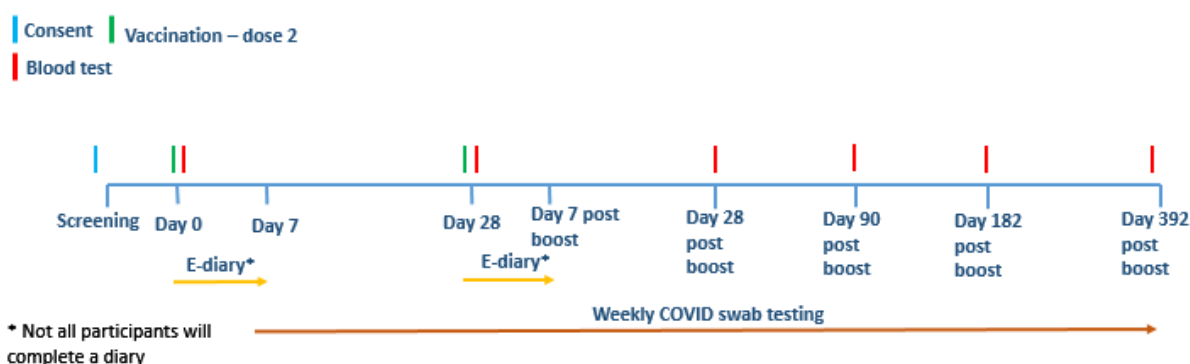 Consent
Vaccination – dose 2
Blood test
Screening
Day 0
Day 7
Day 28
Day 7 post
boost
Day 28
post
boost
Day 90
post
boost
Day 182
post
boost
Day 392
post
boost
E-diary*
E-diary*
Weekly COVID swab testing
* Not all participants will
complete a diary